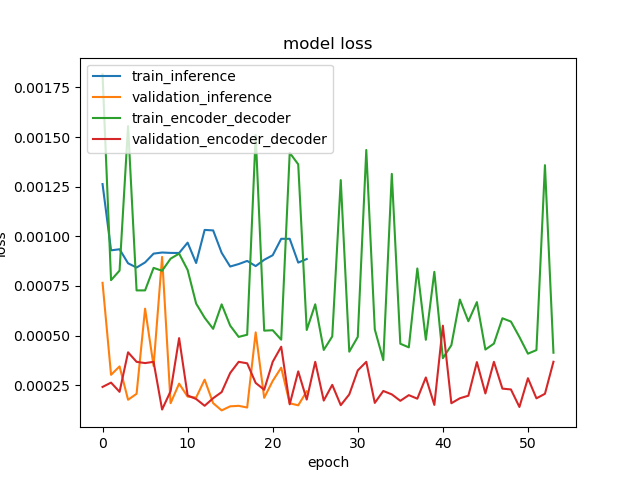 model loss
train_inference
validation_inference
train_encoder_decoder
validation_encoder_decoder
0.00175
0.00150
0.00125
0.00100
0.00075
0.00050
0.00025
loss
0 10 20 30 40 50
epoch